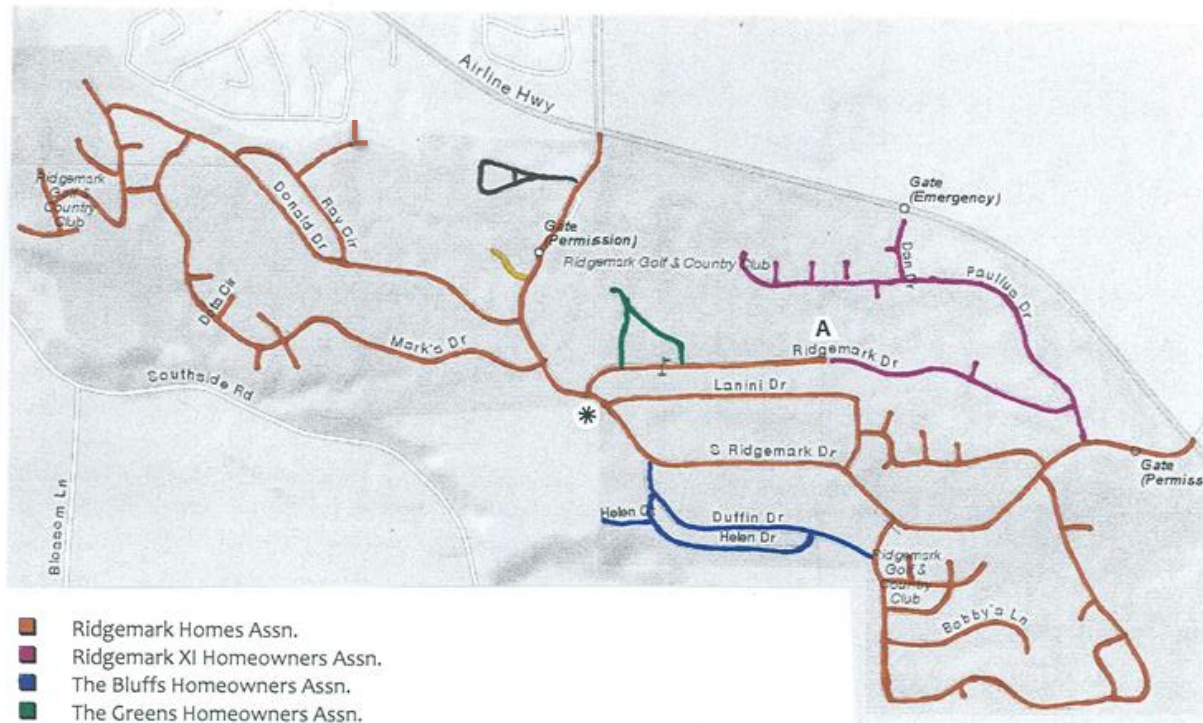 Airline Hwy
L
Ridgemark
Golf &
Country
Club
Donald Dr
Ray Cir
Gate
(Permission)
Gate
(Emergency)
Ridgemark Golf & Country Club
Dan Dr
Paullus Dr
Mark's Dr
Southside Rd
A
Ridgemark Dr
Lanini Dr
*
S Ridgemark Dr
Gate
(Permiss
Helen
Duffin Dr
Helen Dr
Ridgemark
Golf &
Country
Club
Bobby's Ln
Blossom Ln
Ridgemark Homes Assn.
Ridgemark XI Homeowners Assn.
The Bluffs Homeowners Assn.
The Greens Homeowners Assn.